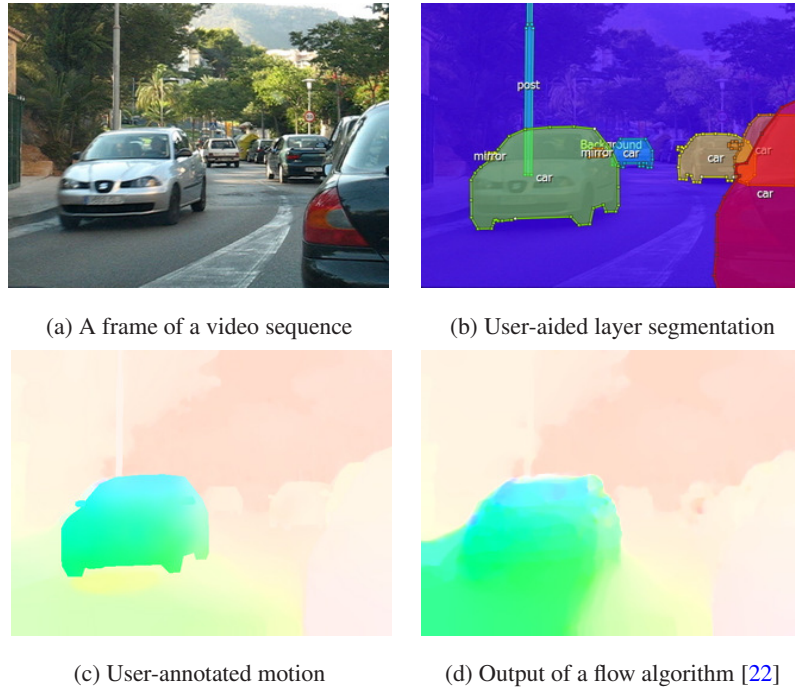 post
Background
mirror
mirror
car
car
car
car
car
(a) A frame of a video sequence
(b) User-aided layer segmentation
(c) User-annotated motion
(d) Output of a flow algorithm [22]